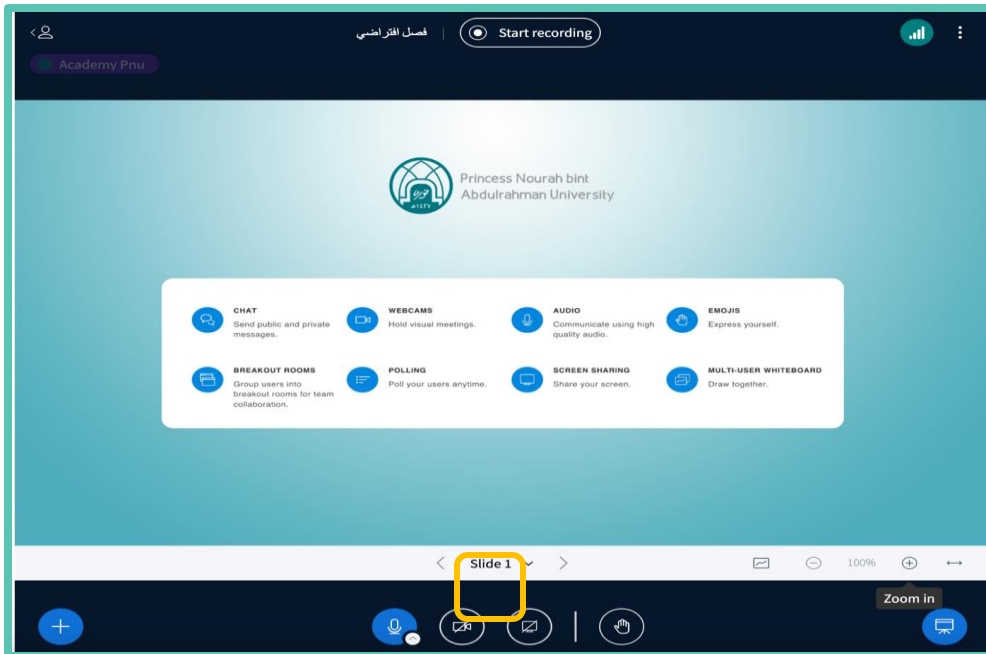 فصل افتراضي
Start recording
Academy Pnu
Princess Nourah bint
Abdulrahman University
نورة
١٤٢٧هـ
CHAT
Send public and private
messages.
WEBCAMS
Hold visual meetings.
AUDIO
Communicate using high
quality audio.
EMOJIS
Express yourself.
BREAKOUT ROOMS
Group users into
breakout rooms for team
collaboration.
POLLING
Poll your users anytime.
SCREEN SHARING
Share your screen.
MULTI-USER WHITEBOARD
Draw together.
Slide 1
100%
Zoom in